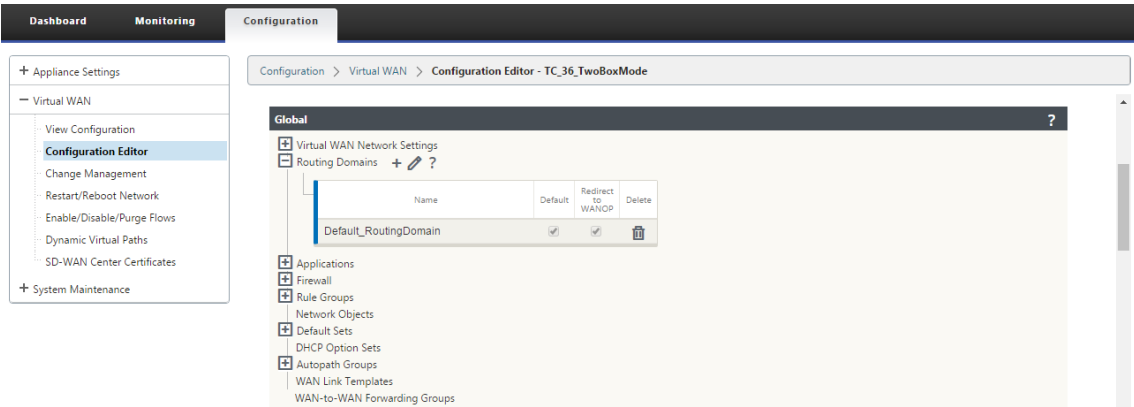 Dashboard Monitoring Configuration
+ Appliance Settings
− Virtual WAN
View Configuration
Configuration Editor
Change Management
Restart/Reboot Network
Enable/Disable/Purge Flows
Dynamic Virtual Paths
SD-WAN Center Certificates
+ System Maintenance
Configuration > Virtual WAN > Configuration Editor - TC_36_TwoBoxMode
Global ?
+ Virtual WAN Network Settings
− Routing Domains + ?
Name Default Redirect to WANOP Delete
Default_RoutingDomain
+ Applications
+ Firewall
+ Rule Groups
Network Objects
+ Default Sets
DHCP Option Sets
+ Autopath Groups
WAN Link Templates
WAN-to-WAN Forwarding Groups